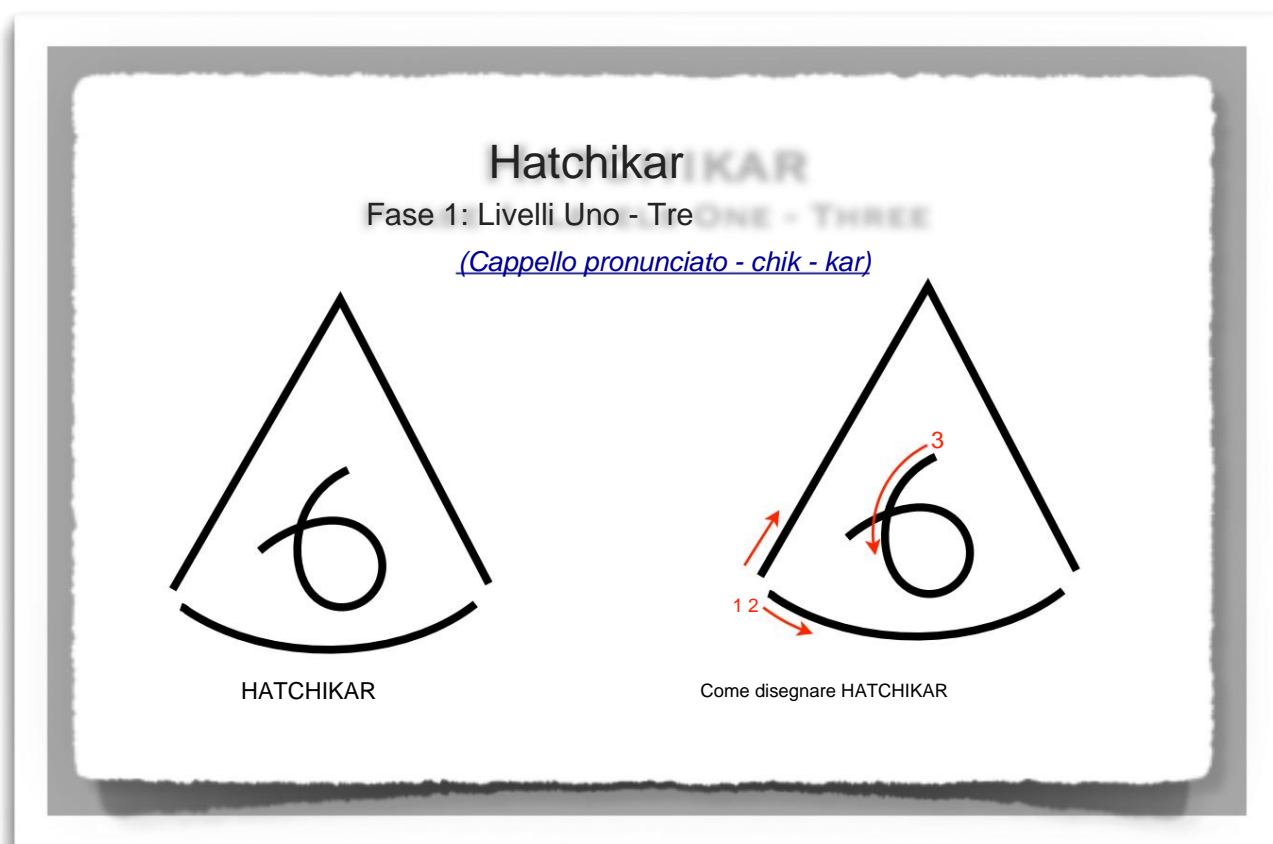 Hatchikar
Fase 1: Livelli Uno - Tre
(Cappello pronunciato - chik - kar)
3
1 2
HATCHIKAR
Come disegnare HATCHIKAR